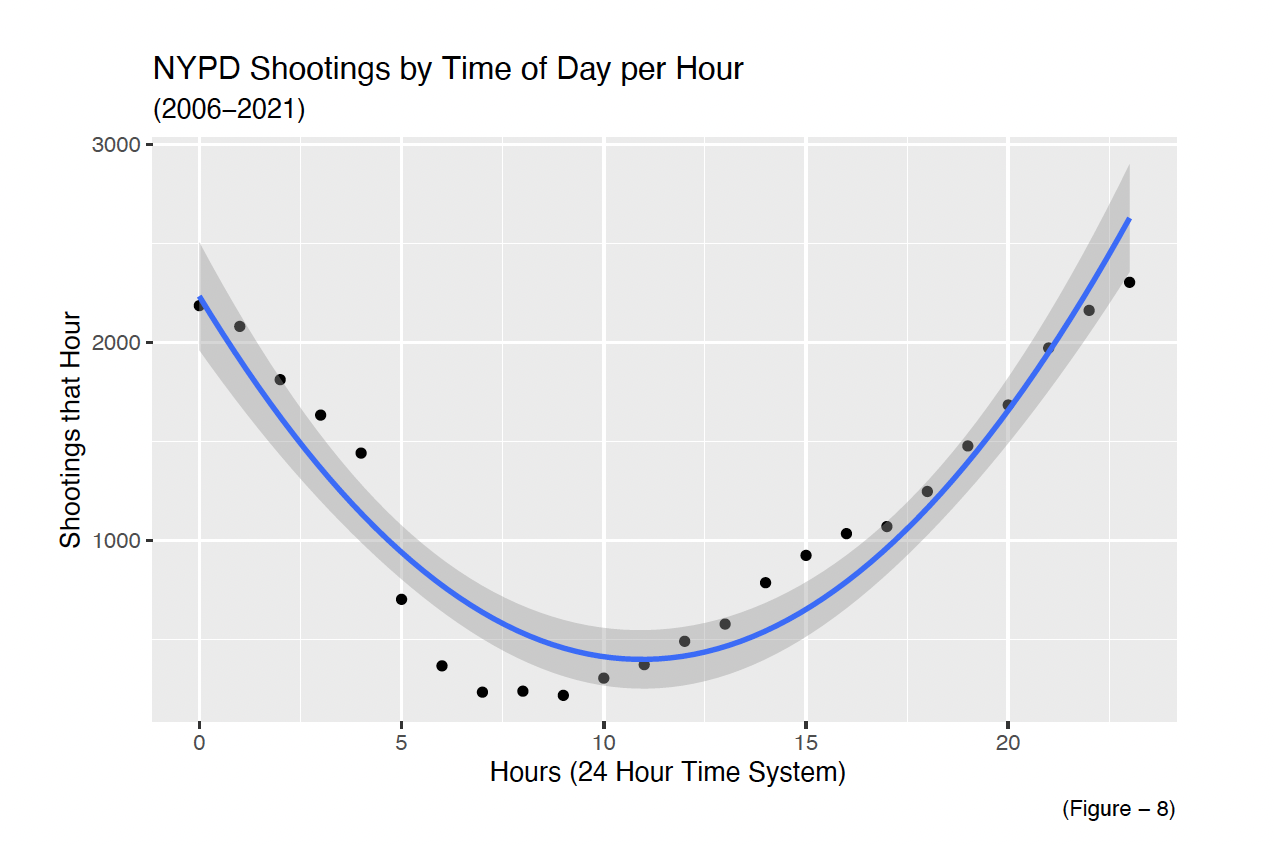 NYPD Shootings by Time of Day per Hour
(2006−2021)
3000
2000
1000
Shootings that Hour
0 5 10 15 20
Hours (24 Hour Time System)
(Figure − 8)